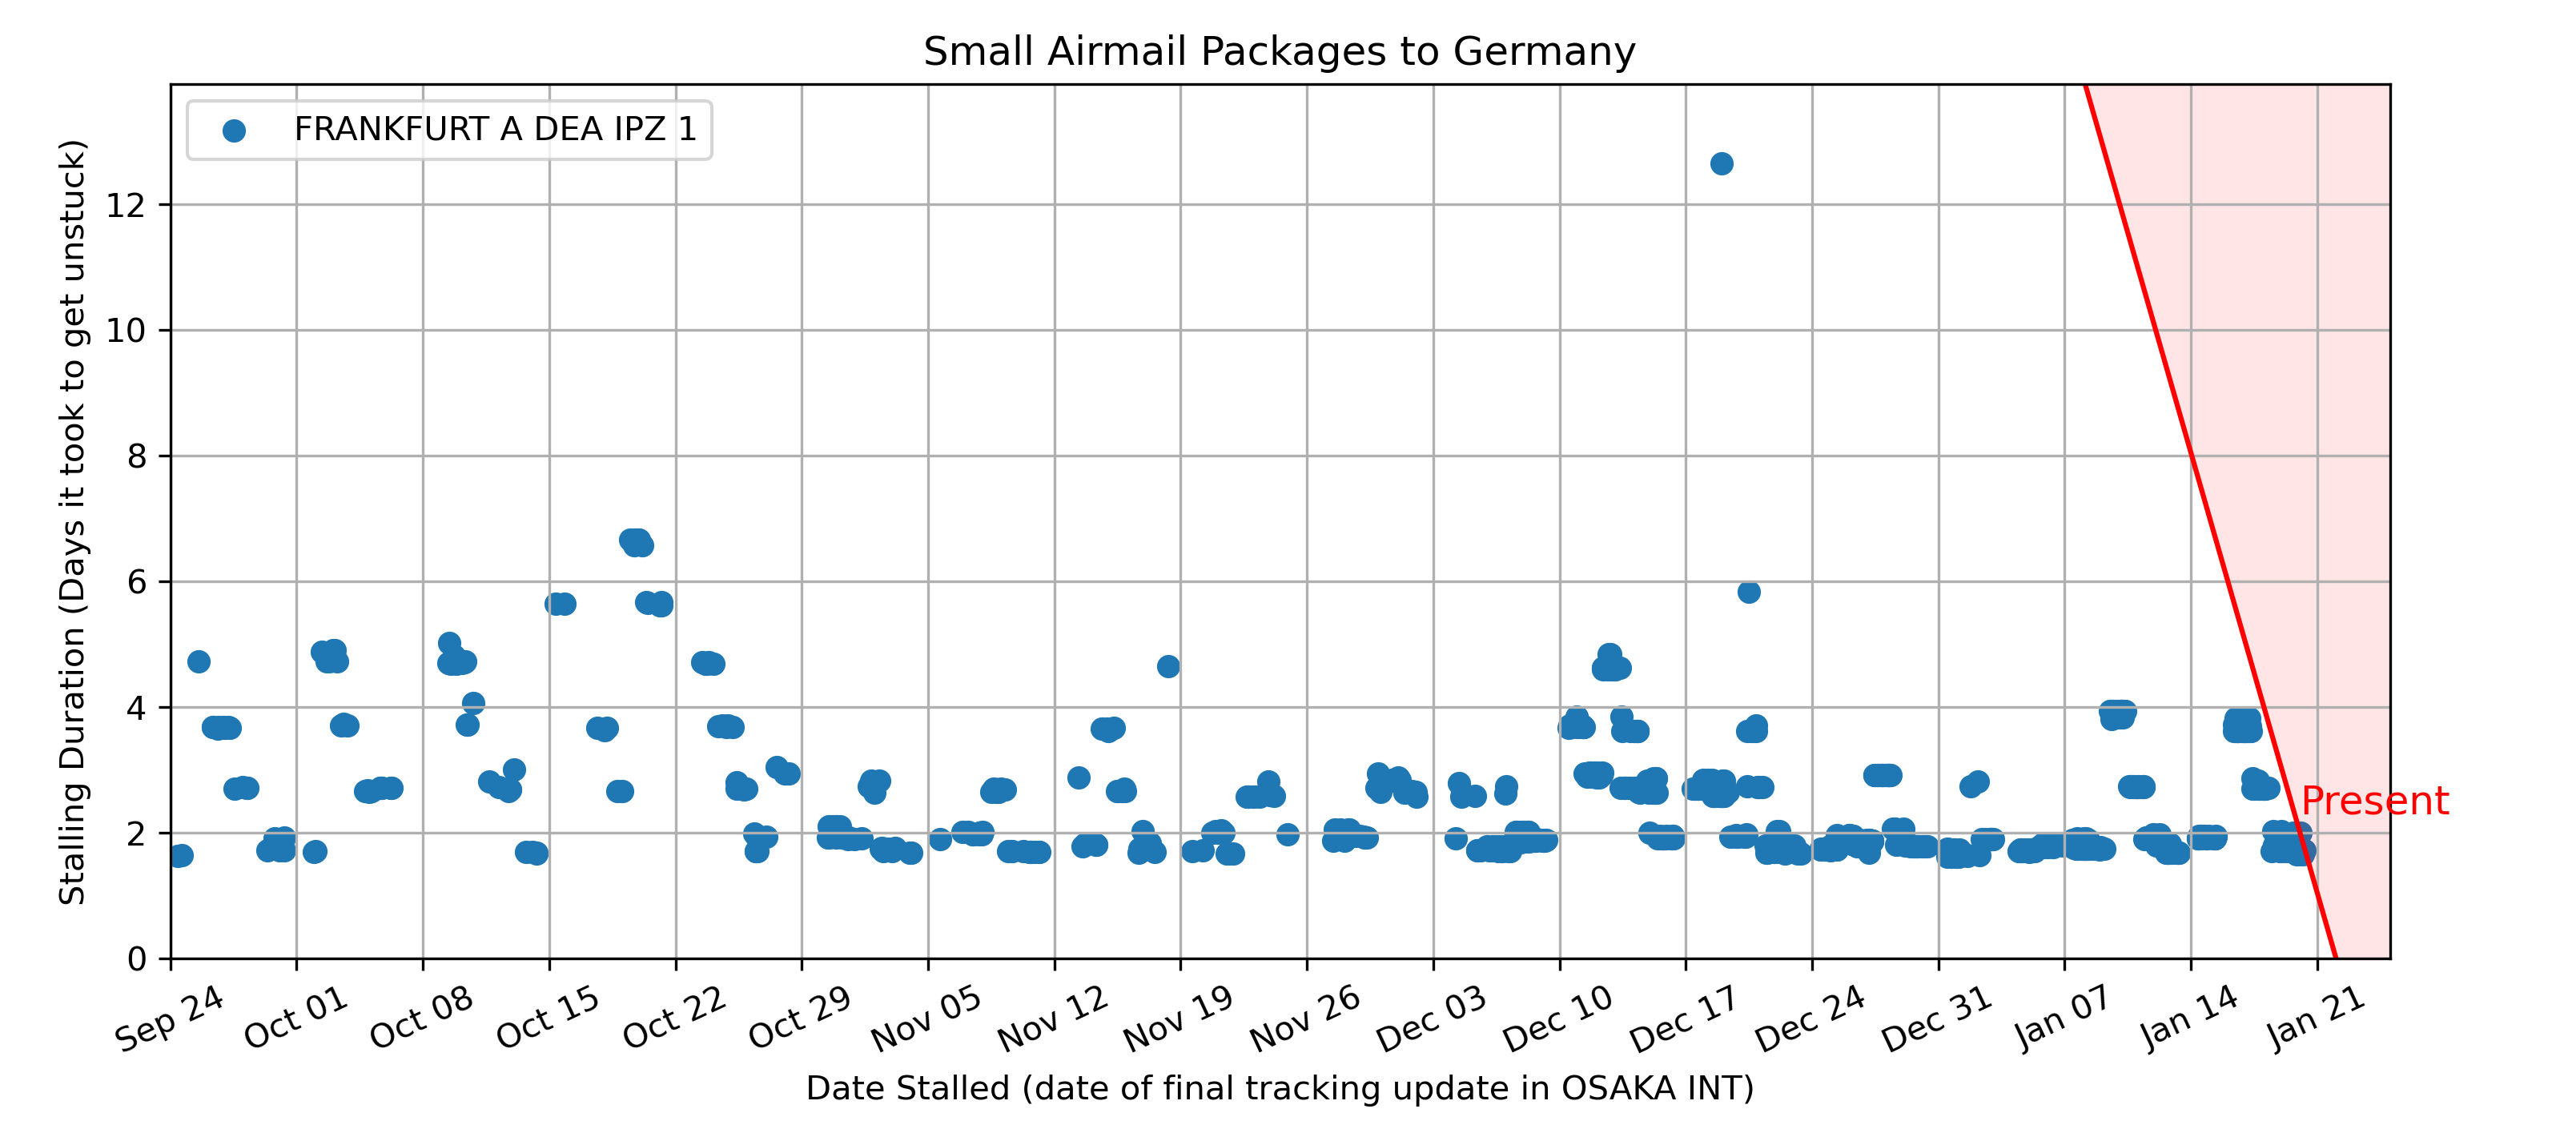 Small Airmail Packages to Germany
FRANKFURT A DEA IPZ 1
Stalling Duration (Days it took to get unstuck)
12
10
8
6
4
2
0
Present
Sep 24
Oct 01
Oct 08
Oct 15
Oct 22
Oct 29
Nov 05
Nov 12
Nov 19
Nov 26
Dec 03
Dec 10
Dec 17
Dec 24
Dec 31
Jan 07
Jan 14
Jan 21
Date Stalled (date of final tracking update in OSAKA INT)